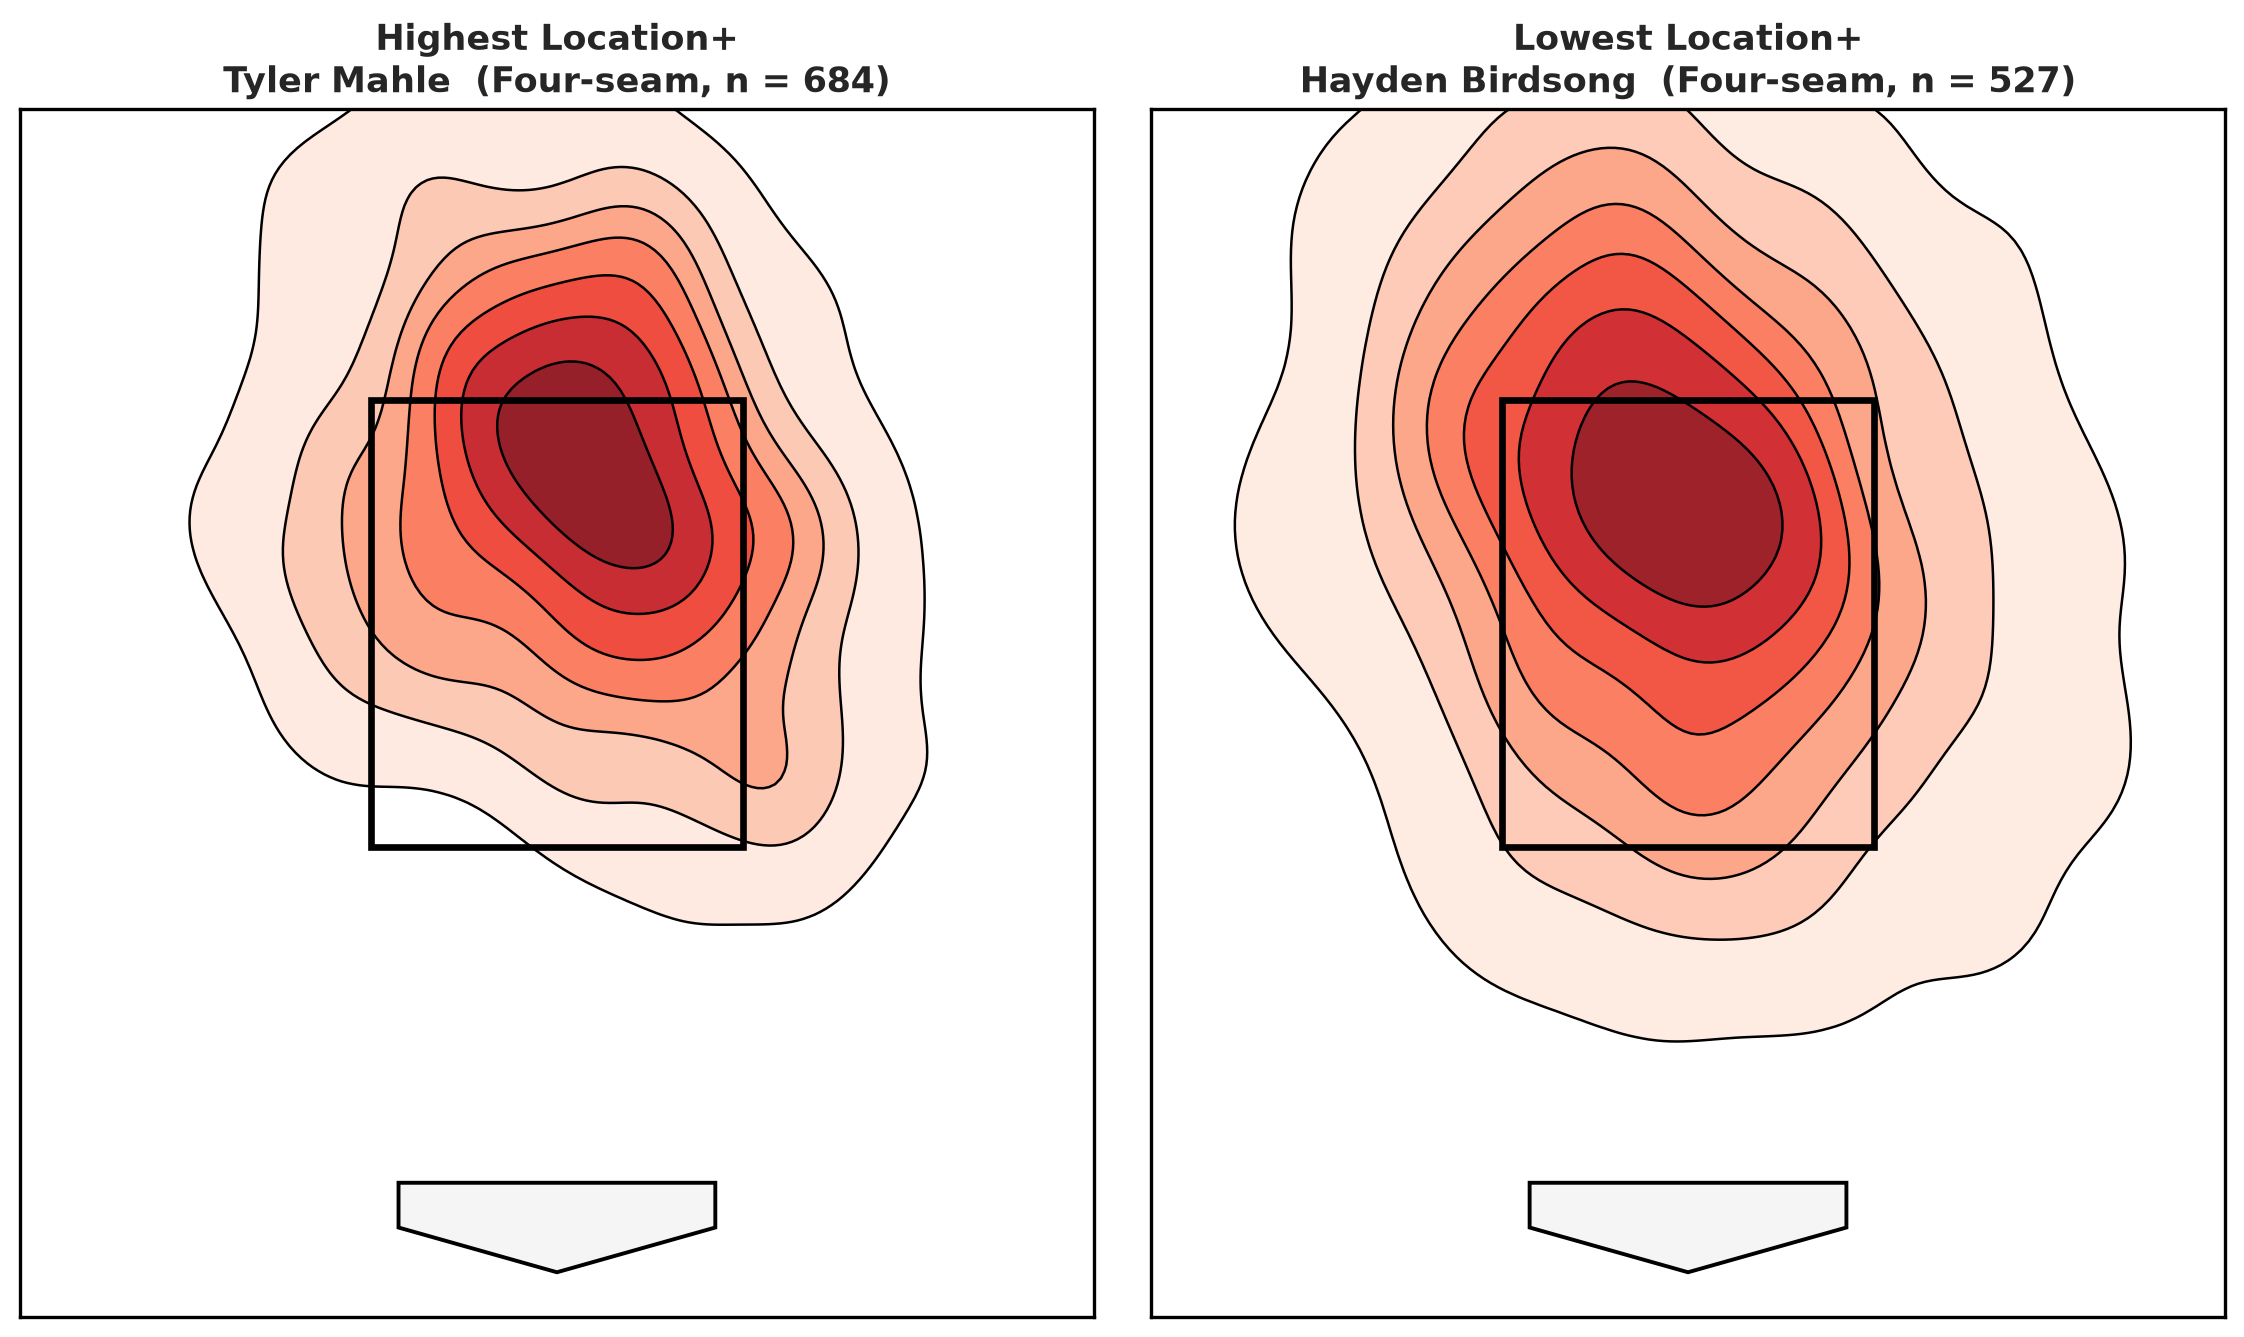 Highest Location+
Tyler Mahle (Four-seam, n = 684)
Lowest Location+
Hayden Birdsong (Four-seam, n = 527)